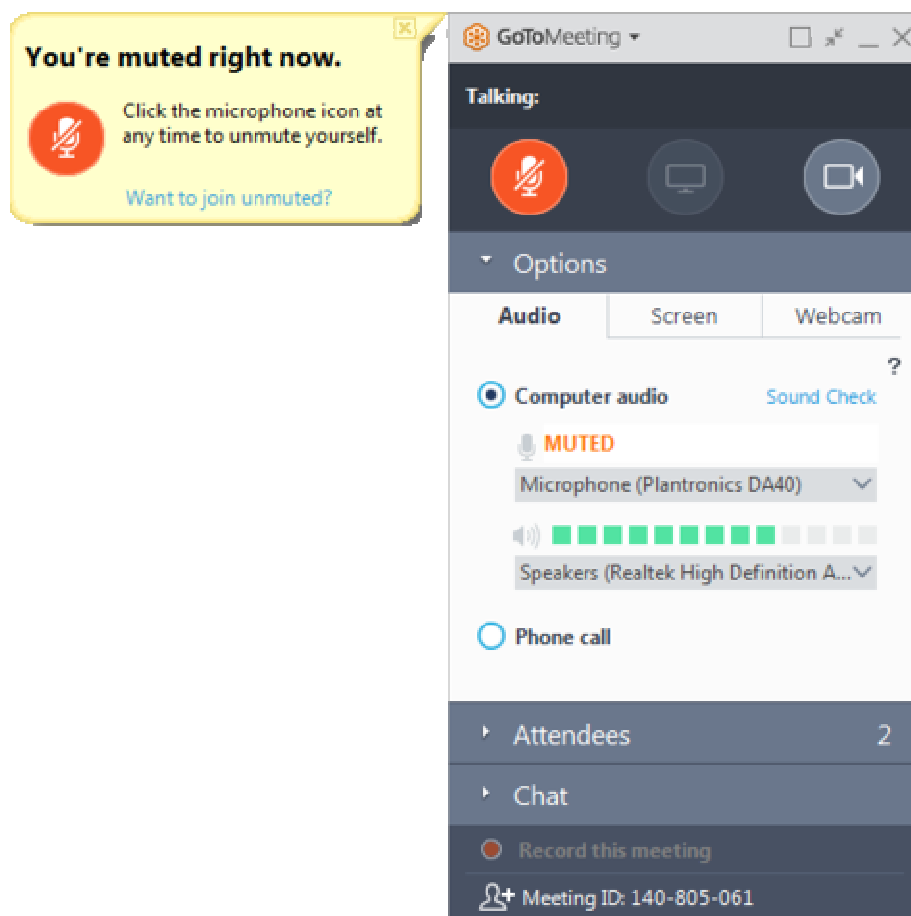 You're muted right now.
Click the microphone icon at
any time to unmute yourself.
Want to join unmuted?
GoToMeeting
Talking:
Options
Audio Screen Webcam
?
Computer audio Sound Check
MUTED
Microphone (Plantronics DA40)
Speakers (Realtek High Definition A...
Phone call
Attendees 2
Chat
Record this meeting
Meeting ID: 140-805-061